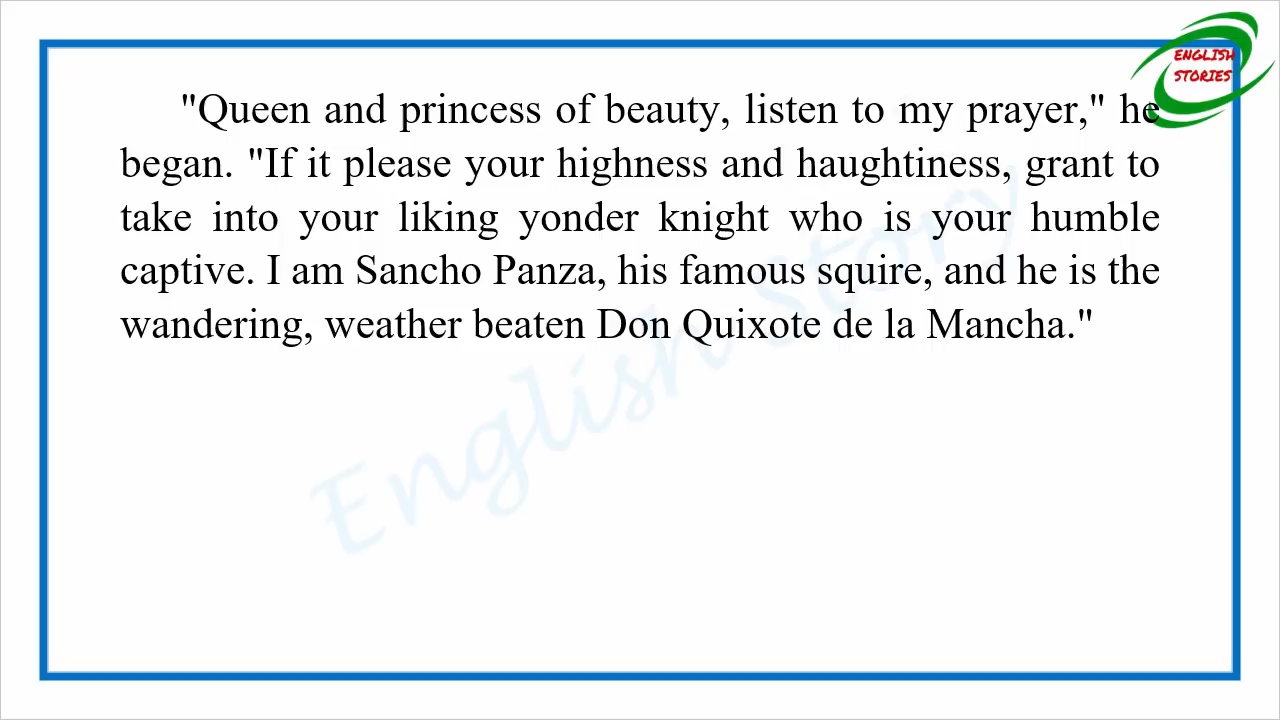 ENGLISH
STORIES
"Queen and princess of beauty, listen to my prayer," he
began. "If it please your highness and haughtiness, grant to
take into your liking yonder knight who is your humble
captive. I am Sancho Panza, his famous squire, and he is the
wandering, weather beaten Don Quixote de la Mancha."
English Story